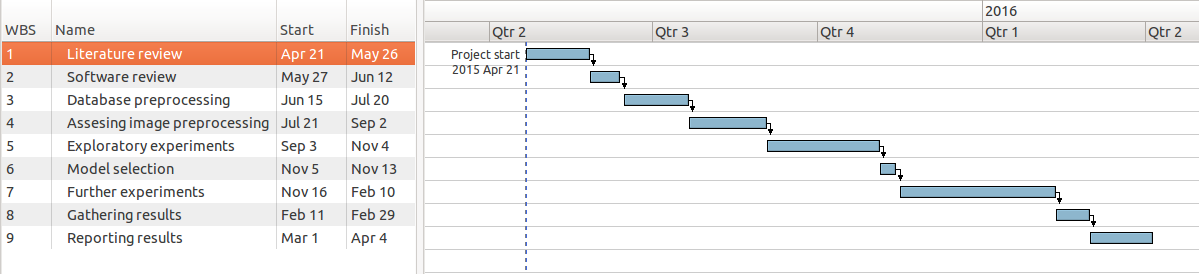 2016
WBS Name Start Finish Qtr 2 Qtr 3 Qtr 4 Qtr 1 Qtr 2
1 Literature review Apr 21 May 26
Project start
2015 Apr 21
2 Software review May 27 Jun 12
3 Database preprocessing Jun 15 Jul 20
4 Assesing image preprocessing Jul 21 Sep 2
5 Exploratory experiments Sep 3 Nov 4
6 Model selection Nov 5 Nov 13
7 Further experiments Nov 16 Feb 10
8 Gathering results Feb 11 Feb 29
9 Reporting results Mar 1 Apr 4